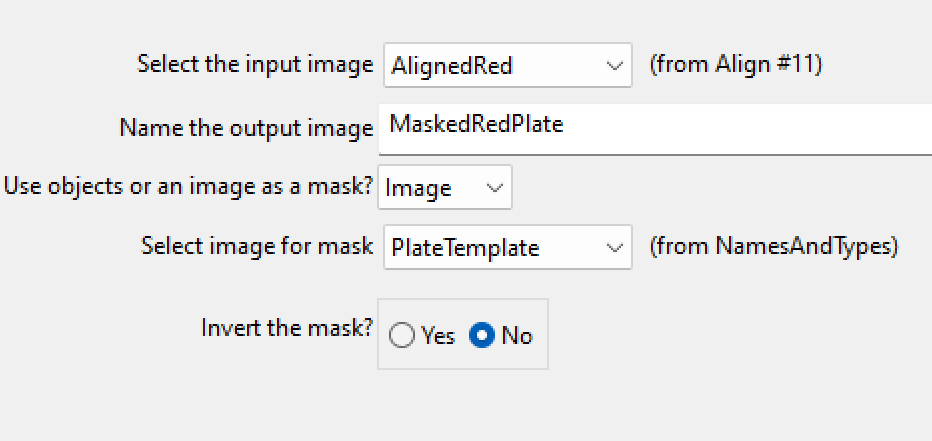 Select the input image AlignedRed (from Align #11)
Name the output image MaskedRedPlate
Use objects or an image as a mask? Image
Select image for mask PlateTemplate (from NamesAndTypes)
Invert the mask? Yes No